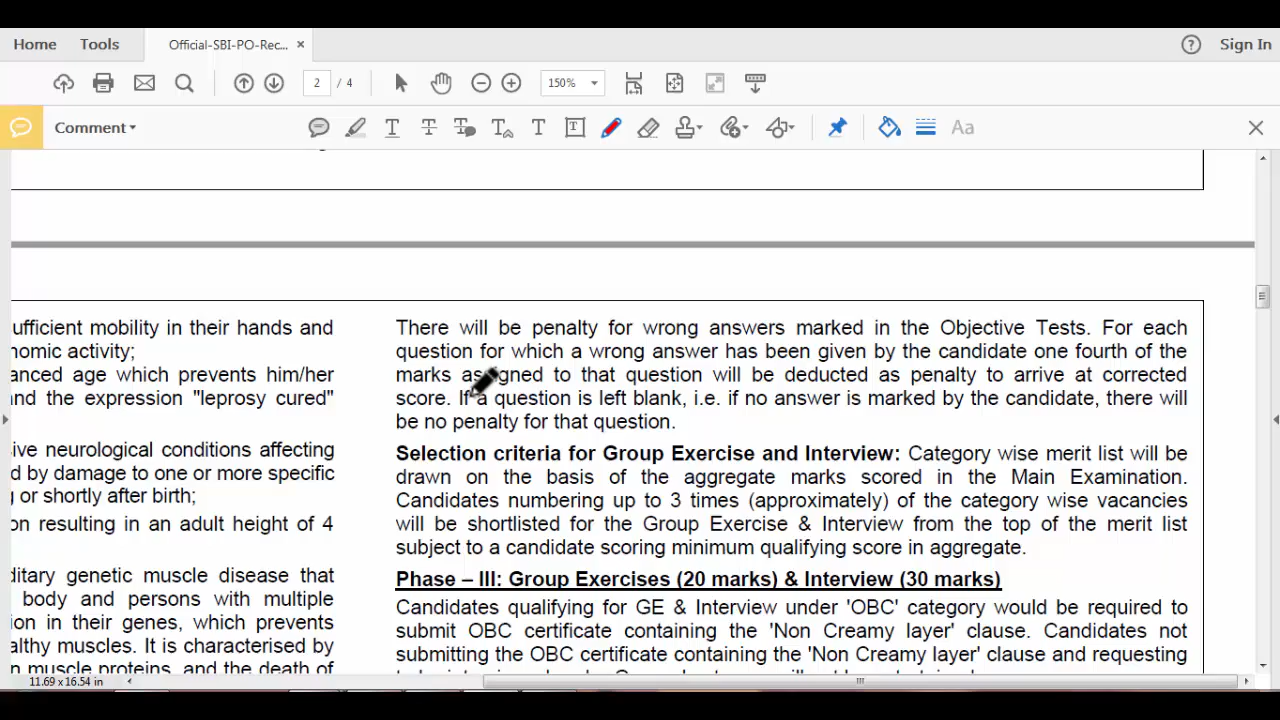 Home
Tools
Official-SBI-PO-Rec...
Sign In
2 / 4
150%
Comment
Aa
sufficient mobility in their hands and
nomic activity;
anced age which prevents him/her
and the expression "leprosy cured"
sive neurological conditions affecting
d by damage to one or more specific
g or shortly after birth;
on resulting in an adult height of 4
ditary genetic muscle disease that
body and persons with multiple
ion in their genes, which prevents
althy muscles. It is characterised by
muscle proteins, and the death of
There will be penalty for wrong answers marked in the Objective Tests. For each
question for which a wrong answer has been given by the candidate one fourth of the
marks assigned to that question will be deducted as penalty to arrive at corrected
score. If a question is left blank, i.e. if no answer is marked by the candidate, there will
be no penalty for that question.
Selection criteria for Group Exercise and Interview: Category wise merit list will be
drawn on the basis of the aggregate marks scored in the Main Examination.
Candidates numbering up to 3 times (approximately) of the category wise vacancies
will be shortlisted for the Group Exercise & Interview from the top of the merit list
subject to a candidate scoring minimum qualifying score in aggregate.
Phase – III: Group Exercises (20 marks) & Interview (30 marks)
Candidates qualifying for GE & Interview under 'OBC' category would be required to
submit OBC certificate containing the 'Non Creamy layer' clause. Candidates not
submitting the OBC certificate containing the 'Non Creamy layer' clause and requesting
11.69 x 16.54 in